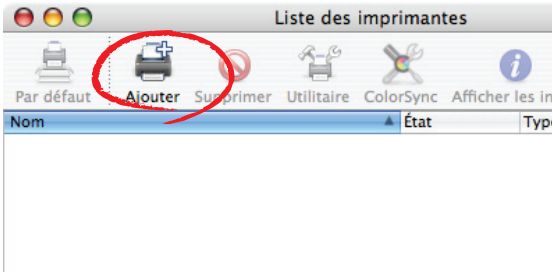 Liste des imprimantes
Par défaut Ajouter Supprimer Utilitaire ColorSync Afficher les in
Nom État Type